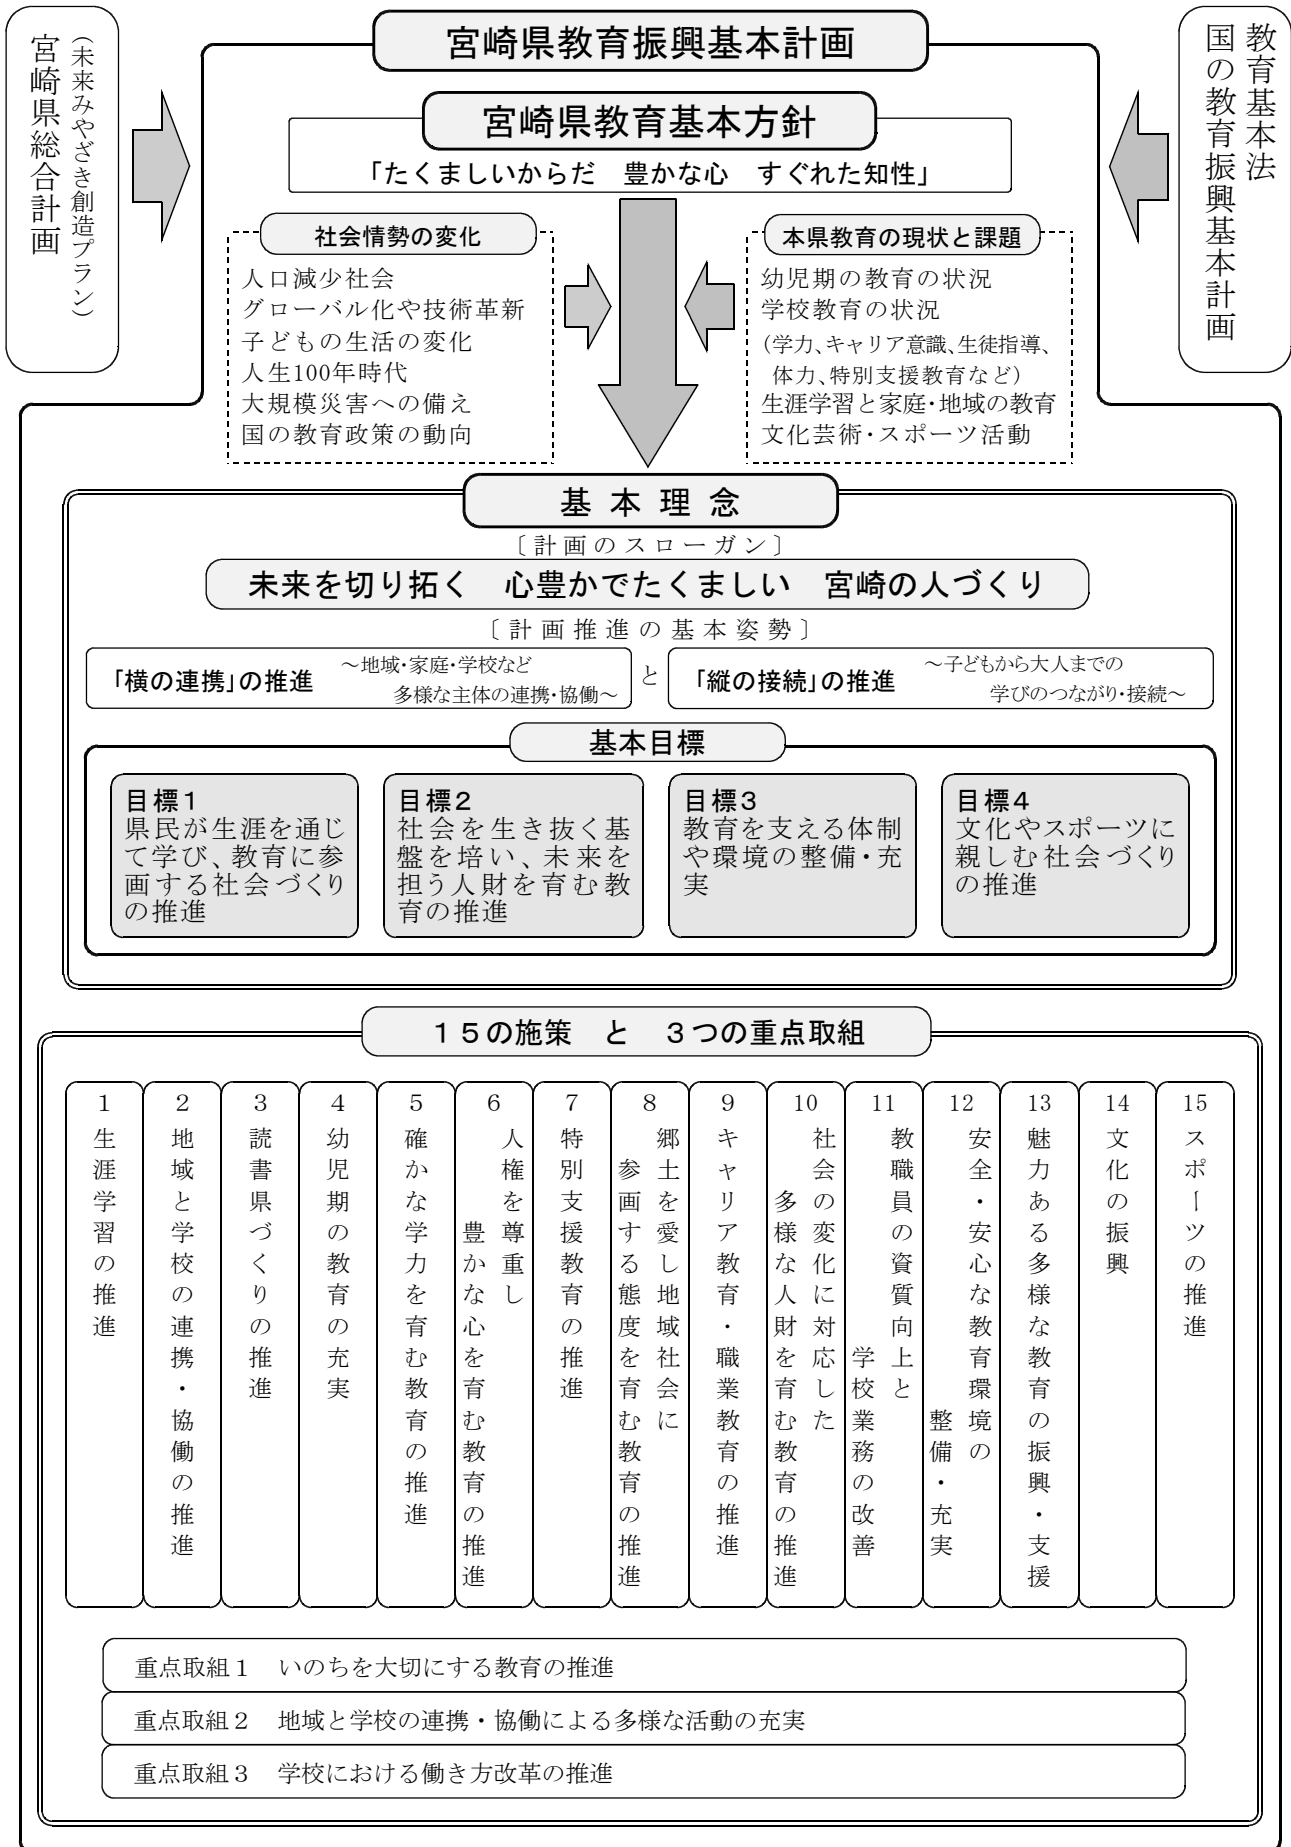 宮崎県総合計画
(未来みやざき創造プラン)
教育基本法
国の教育振興基本計画
宮崎県教育振興基本計画
宮崎県教育基本方針
「たくましいからだ　豊かな心　すぐれた知性」
社会情勢の変化
人口減少社会
グローバル化や技術革新
子どもの生活の変化
人生100年時代
大規模災害への備え
国の教育政策の動向
本県教育の現状と課題
幼児期の教育の状況
学校教育の状況
(学力、キャリア意識、生徒指導、
体力、特別支援教育など)
生涯学習と家庭・地域の教育
文化芸術・スポーツ活動
基本理念
〔計画のスローガン〕
未来を切り拓く　心豊かでたくましい　宮崎の人づくり
〔計画推進の基本姿勢〕
「横の連携」の推進
～地域・家庭・学校など
多様な主体の連携・協働～
と
「縦の接続」の推進
～子どもから大人までの
学びのつながり・接続～
基本目標
目標１
県民が生涯を通じ
て学び、教育に参
画する社会づくり
の推進
目標２
社会を生き抜く基
盤を培い、未来を
担う人財を育む教
育の推進
目標３
教育を支える体制
や環境の整備・充
実
目標４
文化やスポーツに
親しむ社会づくり
の推進
１５の施策　と　３つの重点取組
1
生涯学習の推進
2
地域と学校の連携・協働の推進
3
読書県づくりの推進
4
幼児期の教育の充実
5
確かな学力を育む教育の推進
6
人権を尊重し
豊かな心を育む教育の推進
7
特別支援教育の推進
8
郷土を愛し地域社会に
参画する態度を育む教育の推進
9
キャリア教育・職業教育の推進
10
社会の変化に対応した
多様な人財を育む教育の推進
11
教職員の資質向上と
学校業務の改善
12
安全・安心な教育環境の
整備・充実
13
魅力ある多様な教育の振興・支援
14
文化の振興
15
スポーツの推進
重点取組１　いのちを大切にする教育の推進
重点取組２　地域と学校の連携・協働による多様な活動の充実
重点取組３　学校における働き方改革の推進